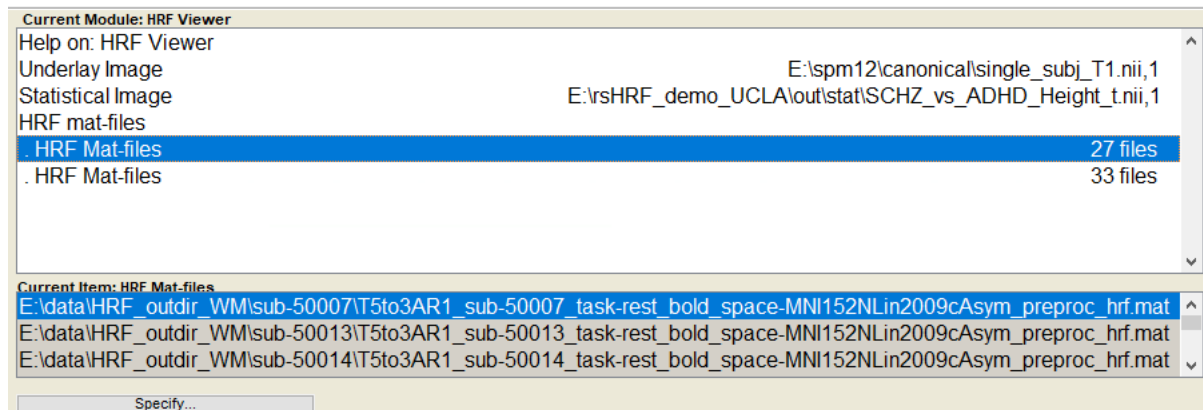 Current Module: HRF Viewer
Help on: HRF Viewer
Underlay Image E:\spm12\canonical\single_subj_T1.nii,1
Statistical Image E:\rsHRF_demo_UCLA\out\stat\SCHZ_vs_ADHD_Height_t.nii,1
HRF mat-files
. HRF Mat-files 27 files
. HRF Mat-files 33 files
Current Item: HRF Mat-files
E:\data\HRF_outdir_WM\sub-50007\T5to3AR1_sub-50007_task-rest_bold_space-MNI152NLin2009cAsym_preproc_hrf.mat
E:\data\HRF_outdir_WM\sub-50013\T5to3AR1_sub-50013_task-rest_bold_space-MNI152NLin2009cAsym_preproc_hrf.mat
E:\data\HRF_outdir_WM\sub-50014\T5to3AR1_sub-50014_task-rest_bold_space-MNI152NLin2009cAsym_preproc_hrf.mat
Specify...